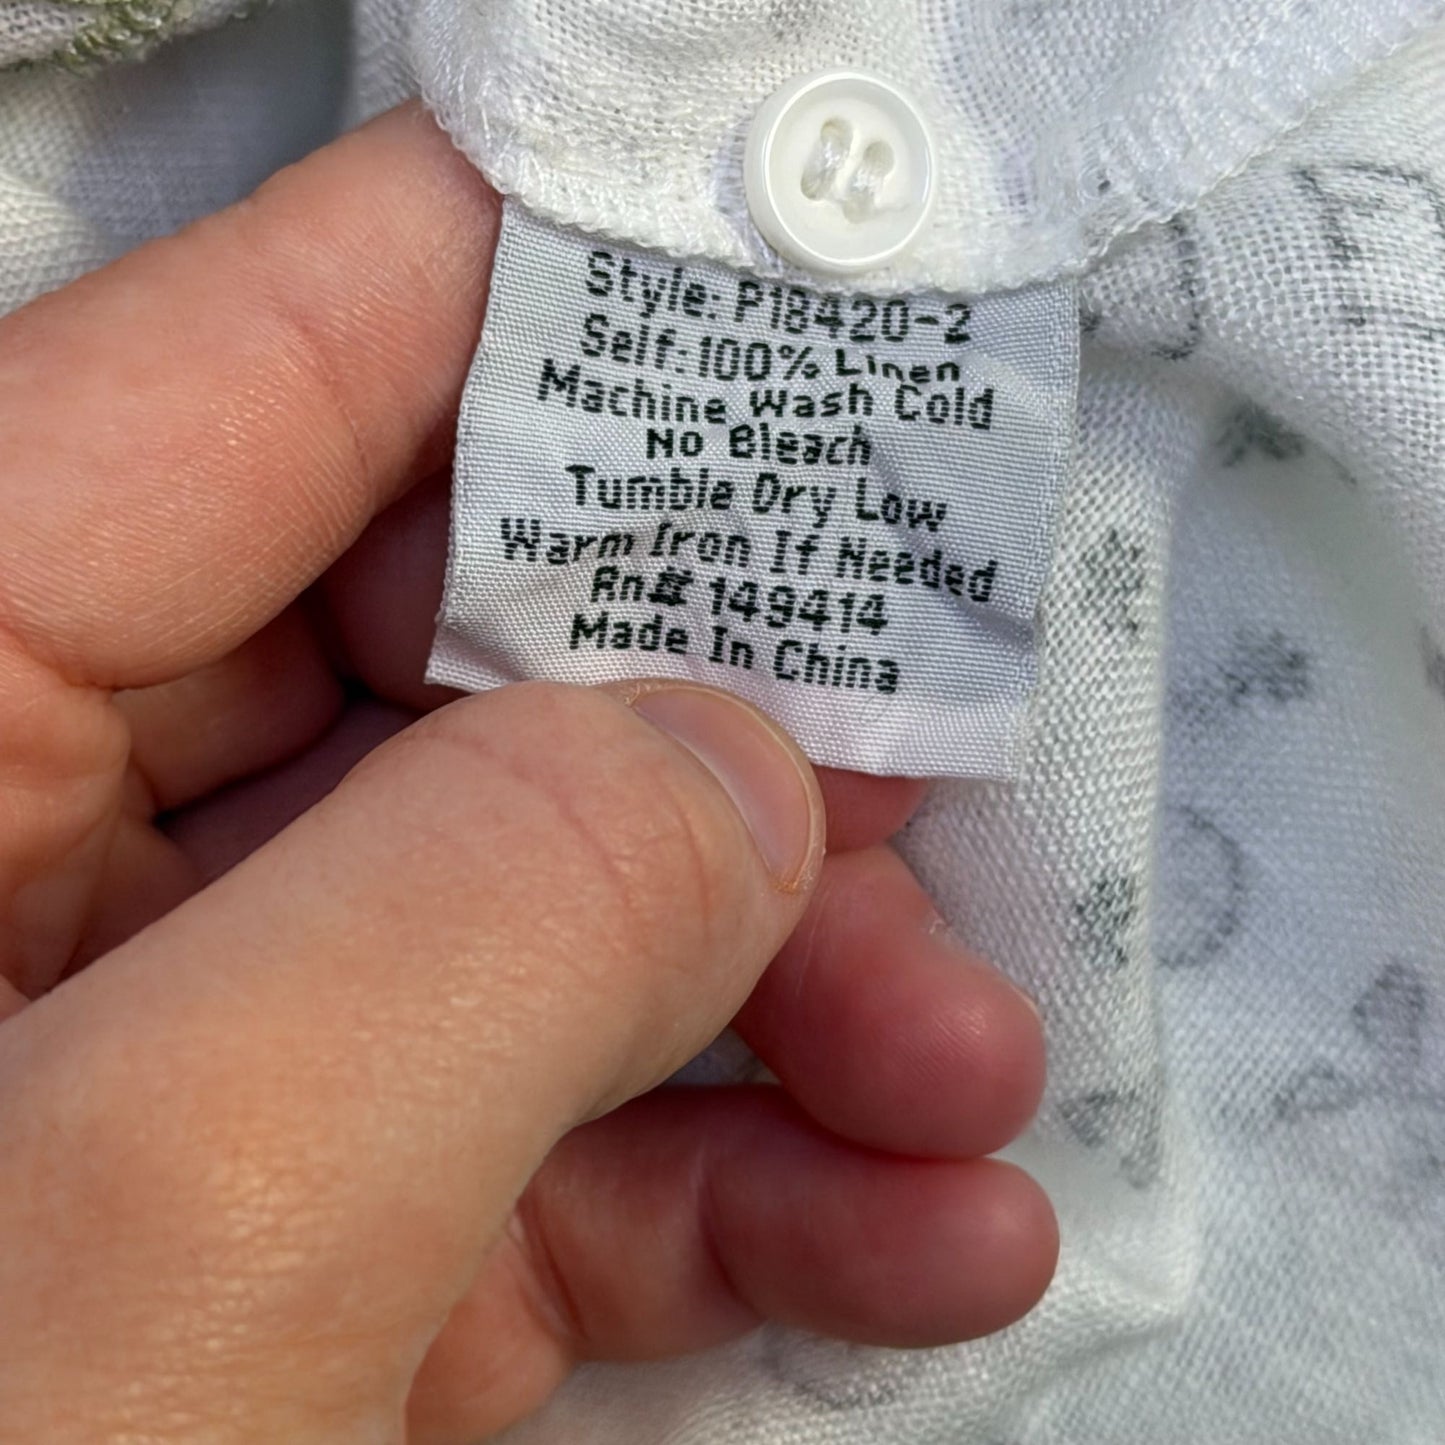 Style: P18420-2
Self: 100% Linen
Machine Wash Cold
No Bleach
Tumble Dry Low
Warm Iron If Needed
Rn# 149414
Made In China